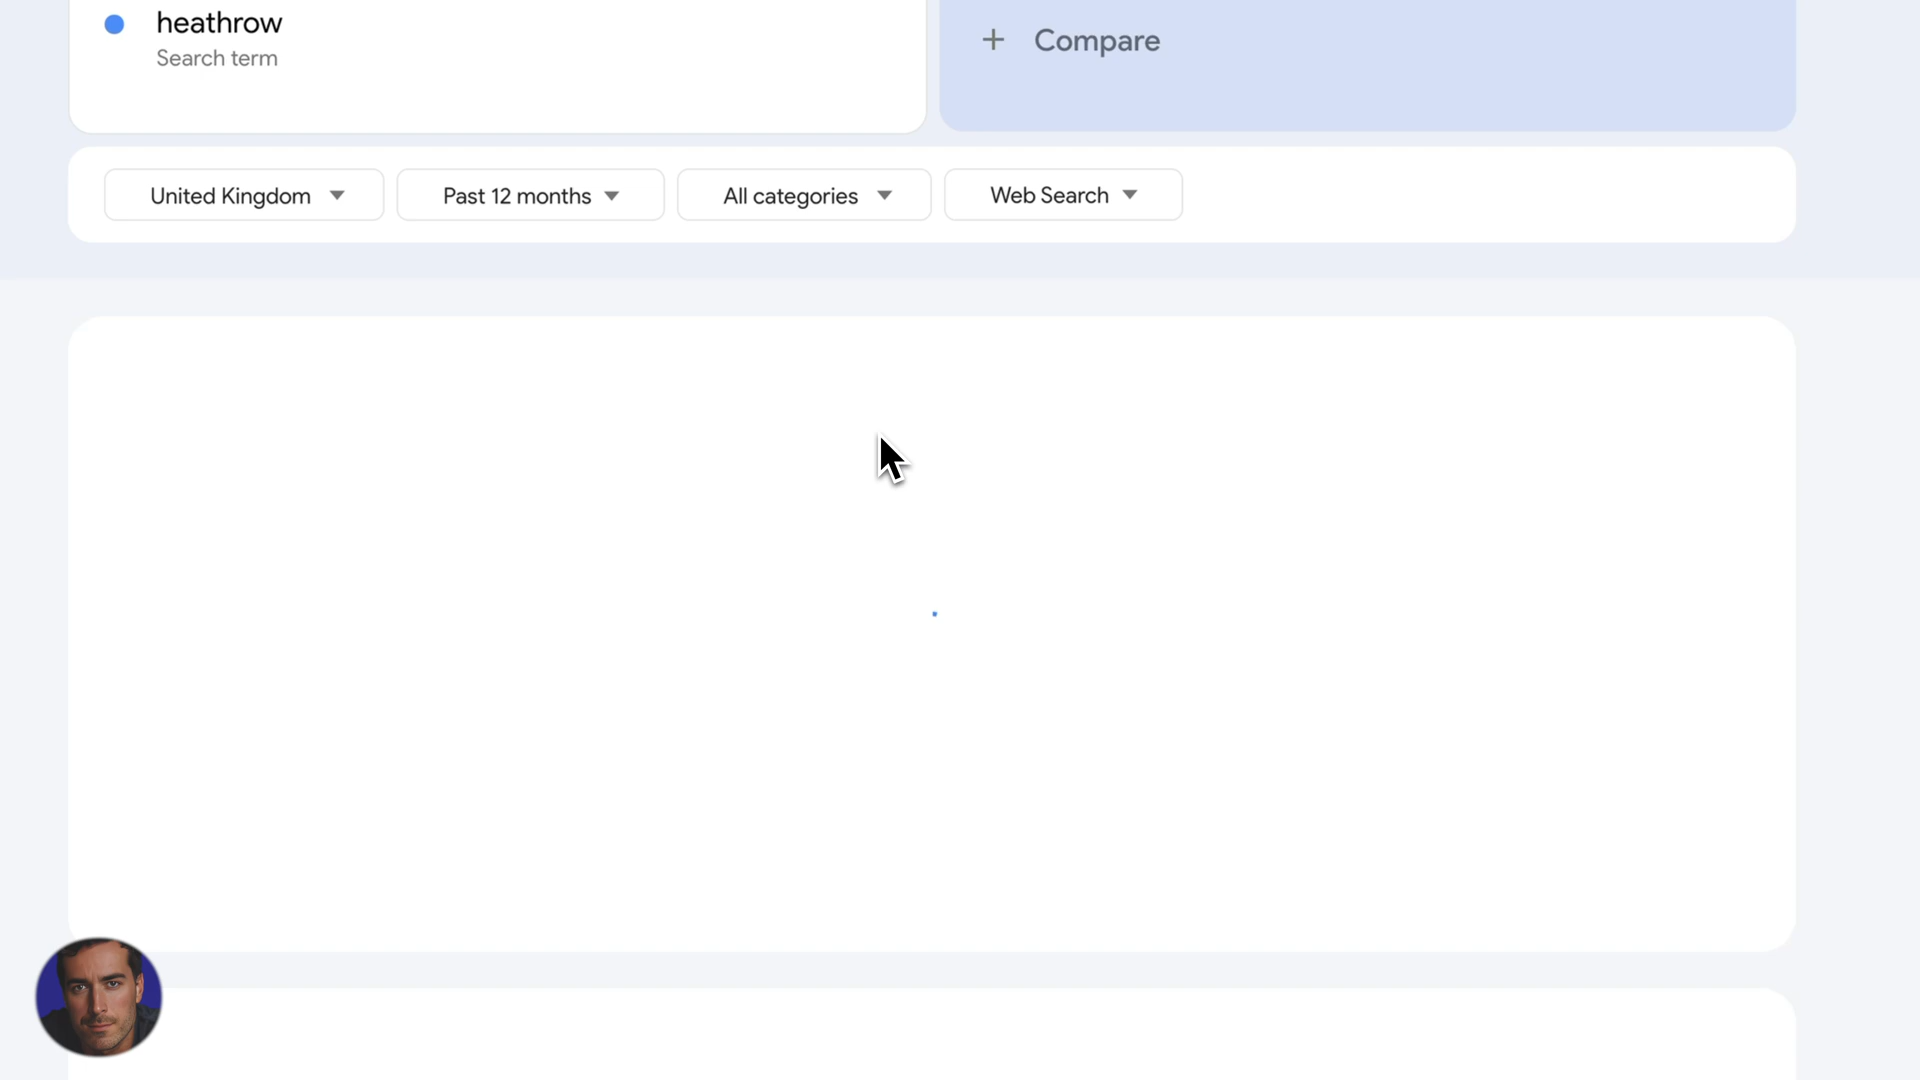 heathrow
Search term
+ Compare
United Kingdom
Past 12 months
All categories
Web Search